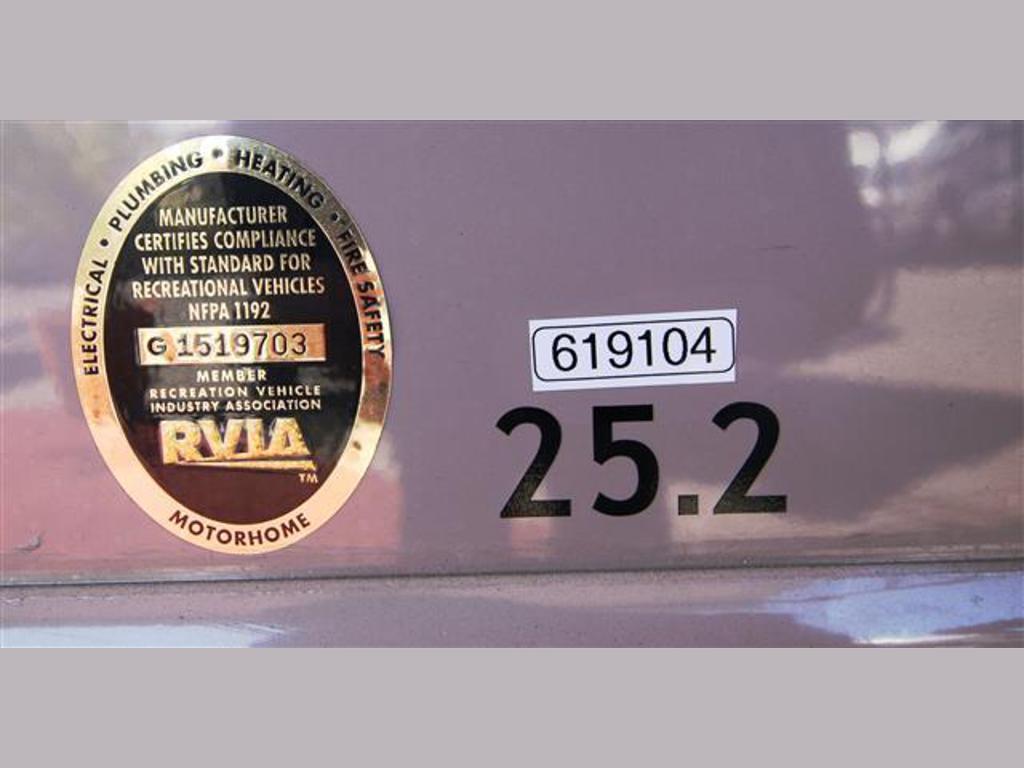 ELECTRICAL • PLUMBING • HEATING • FIRE SAFETY
MANUFACTURER
CERTIFIES COMPLIANCE
WITH STANDARD FOR
RECREATIONAL VEHICLES
NFPA 1192
G 1519703
MEMBER
RECREATION VEHICLE
INDUSTRY ASSOCIATION
RVIA
TM
MOTORHOME
619104
25.2